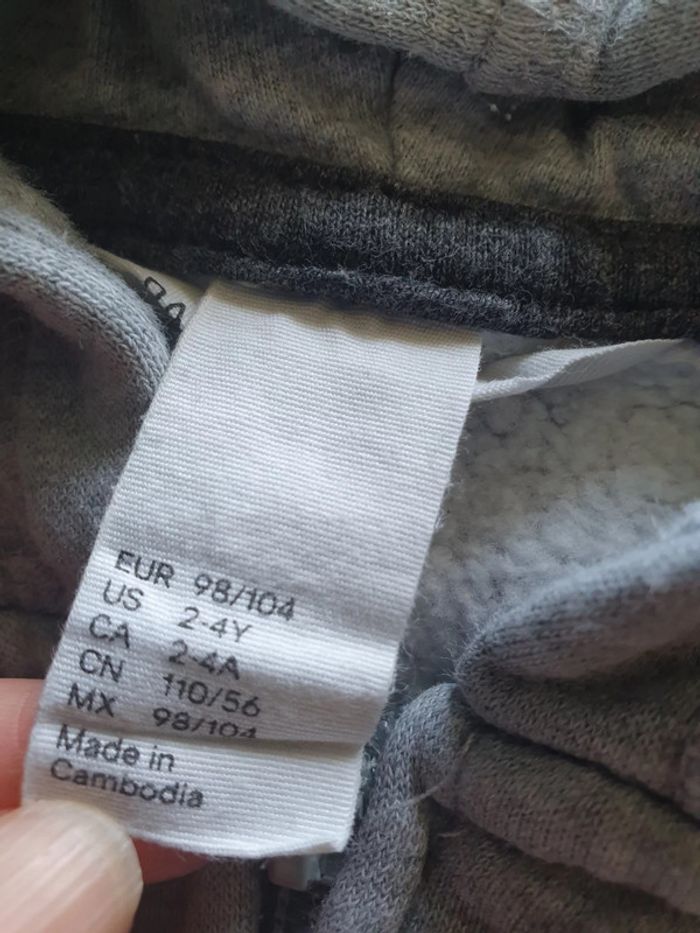 EUR 98/104
US 2-4Y
CA 2-4A
CN 110/56
MX 98/104
Made in
Cambodia